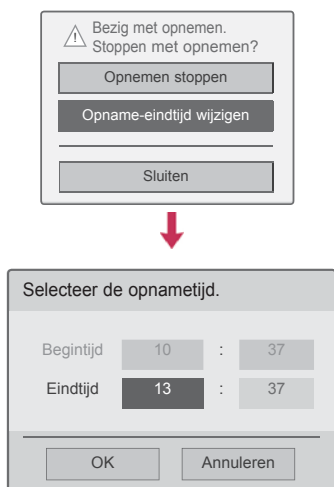 Bezig met opnemen.
Stoppen met opnemen?
Opnemen stoppen
Opname-eindtijd wijzigen
Sluiten
Selecteer de opnametijd.
Begintijd 10 : 37
Eindtijd 13 : 37
OK Annuleren